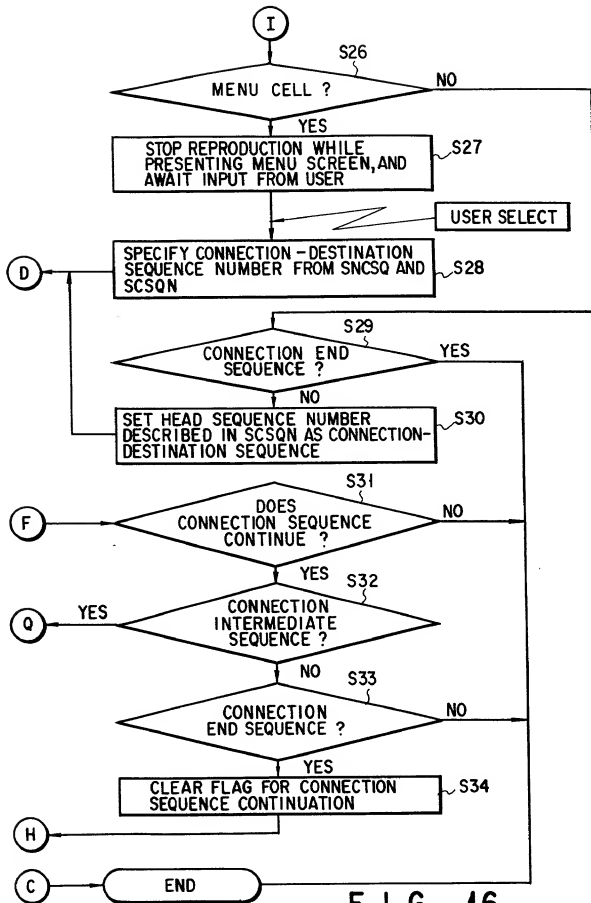 I
S26
MENU CELL ?
NO
YES
STOP REPRODUCTION WHILE
PRESENTING MENU SCREEN, AND
AWAIT INPUT FROM USER
S27
USER SELECT
SPECIFY CONNECTION-DESTINATION
SEQUENCE NUMBER FROM SNCSQ AND
SCSQN
S28
D
S29
CONNECTION END
SEQUENCE ?
YES
NO
SET HEAD SEQUENCE NUMBER
DESCRIBED IN SCSQN AS CONNECTION-
DESTINATION SEQUENCE
S30
S31
F
DOES
CONNECTION SEQUENCE
CONTINUE ?
NO
YES
S32
Q
YES
CONNECTION
INTERMEDIATE
SEQUENCE ?
NO
S33
CONNECTION
END SEQUENCE ?
NO
YES
CLEAR FLAG FOR CONNECTION
SEQUENCE CONTINUATION
S34
H
C
END
FIG. 46